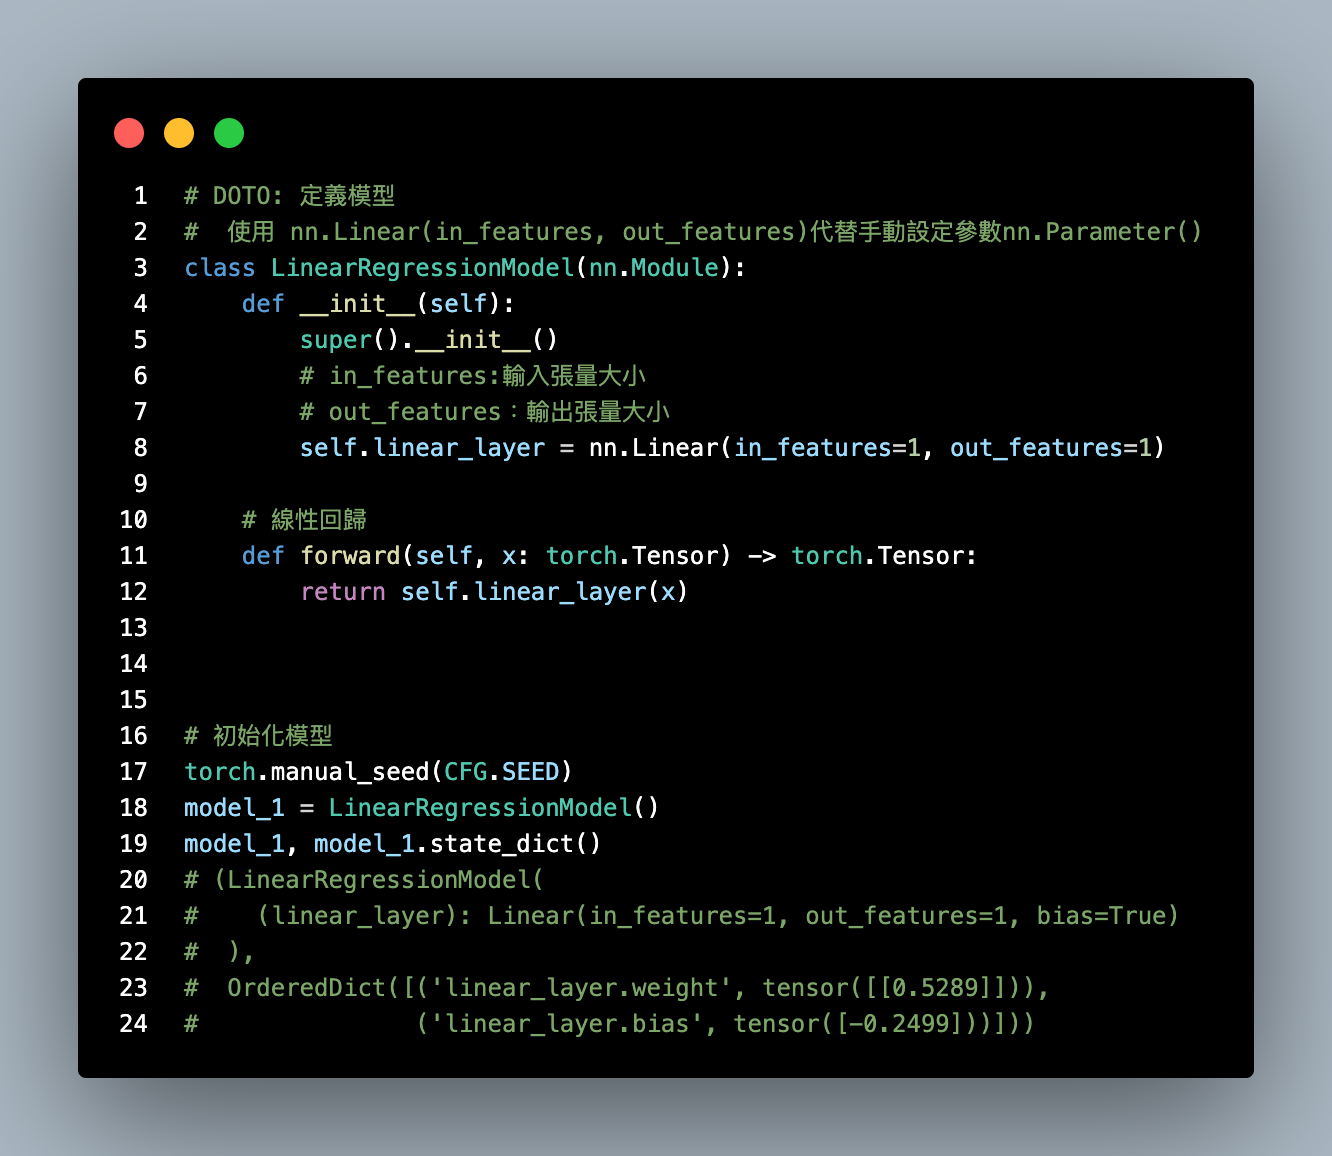 1 # DOTO: 定義模型
2 #  使用 nn.Linear(in_features, out_features)代替手動設定參數nn.Parameter()
3 class LinearRegressionModel(nn.Module):
4     def __init__(self):
5         super().__init__()
6         # in_features:輸入張量大小
7         # out_features：輸出張量大小
8         self.linear_layer = nn.Linear(in_features=1, out_features=1)
9
10     # 線性回歸
11     def forward(self, x: torch.Tensor) -> torch.Tensor:
12         return self.linear_layer(x)
13
14
15
16 # 初始化模型
17 torch.manual_seed(CFG.SEED)
18 model_1 = LinearRegressionModel()
19 model_1, model_1.state_dict()
20 # (LinearRegressionModel(
21 #    (linear_layer): Linear(in_features=1, out_features=1, bias=True)
22 #  ),
23 #  OrderedDict([('linear_layer.weight', tensor([[0.5289]])),
24 #               ('linear_layer.bias', tensor([-0.2499]))]))